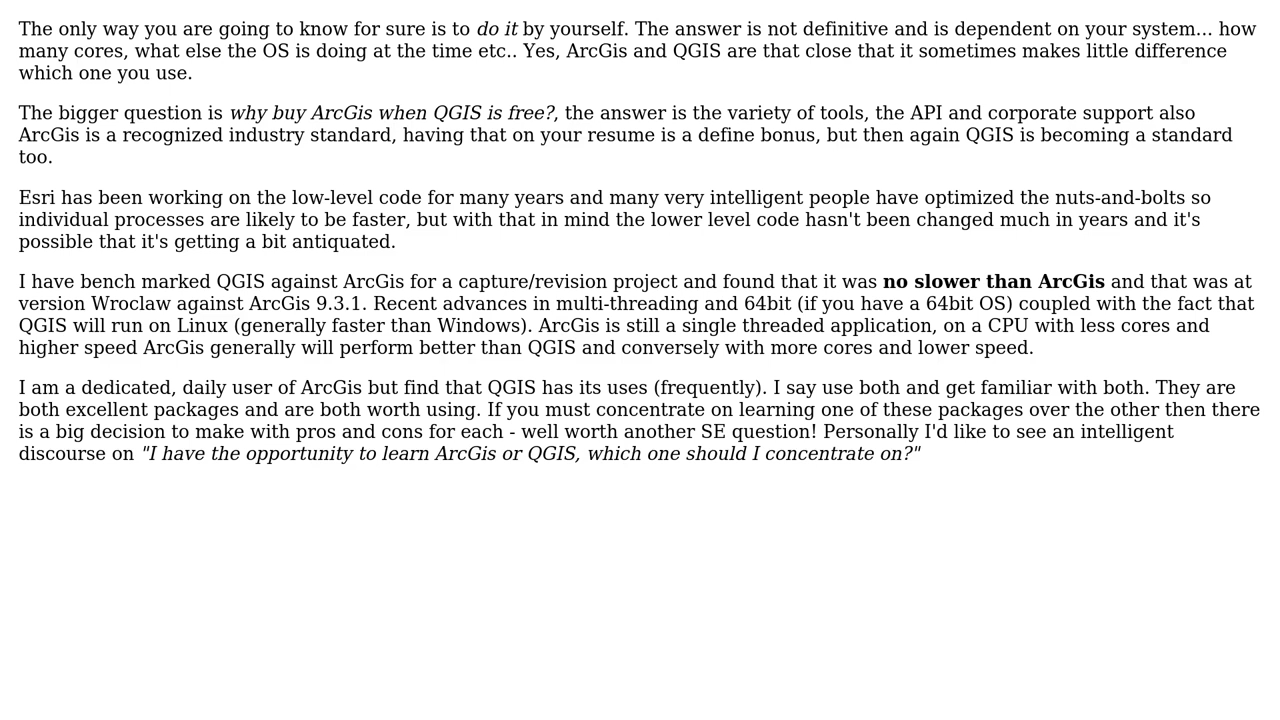 The only way you are going to know for sure is to do it by yourself. The answer is not definitive and is dependent on your system... how
many cores, what else the OS is doing at the time etc.. Yes, ArcGis and QGIS are that close that it sometimes makes little difference
which one you use.
The bigger question is why buy ArcGis when QGIS is free?, the answer is the variety of tools, the API and corporate support also
ArcGis is a recognized industry standard, having that on your resume is a define bonus, but then again QGIS is becoming a standard
too.
Esri has been working on the low-level code for many years and many very intelligent people have optimized the nuts-and-bolts so
individual processes are likely to be faster, but with that in mind the lower level code hasn't been changed much in years and it's
possible that it's getting a bit antiquated.
I have bench marked QGIS against ArcGis for a capture/revision project and found that it was no slower than ArcGis and that was at
version Wroclaw against ArcGis 9.3.1. Recent advances in multi-threading and 64bit (if you have a 64bit OS) coupled with the fact that
QGIS will run on Linux (generally faster than Windows). ArcGis is still a single threaded application, on a CPU with less cores and
higher speed ArcGis generally will perform better than QGIS and conversely with more cores and lower speed.
I am a dedicated, daily user of ArcGis but find that QGIS has its uses (frequently). I say use both and get familiar with both. They are
both excellent packages and are both worth using. If you must concentrate on learning one of these packages over the other then there
is a big decision to make with pros and cons for each - well worth another SE question! Personally I'd like to see an intelligent
discourse on "I have the opportunity to learn ArcGis or QGIS, which one should I concentrate on?"